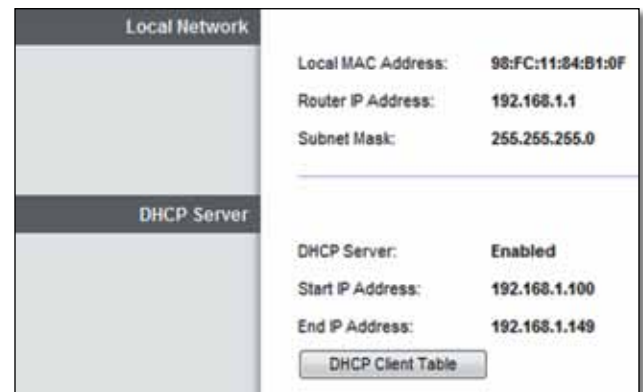 Local Network
Local MAC Address: 98:FC:11:84:B1:0F
Router IP Address: 192.168.1.1
Subnet Mask: 255.255.255.0
DHCP Server
DHCP Server: Enabled
Start IP Address: 192.168.1.100
End IP Address: 192.168.1.149
DHCP Client Table